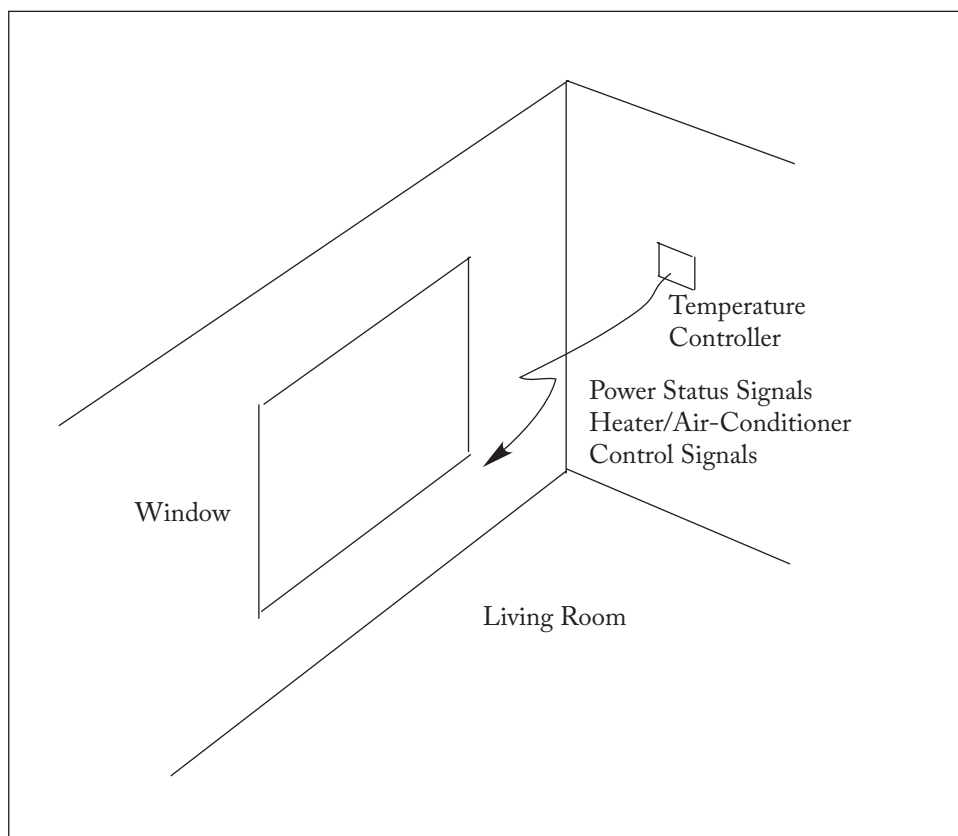 Temperature
Controller
Power Status Signals
Heater/Air-Conditioner
Control Signals
Window
Living Room